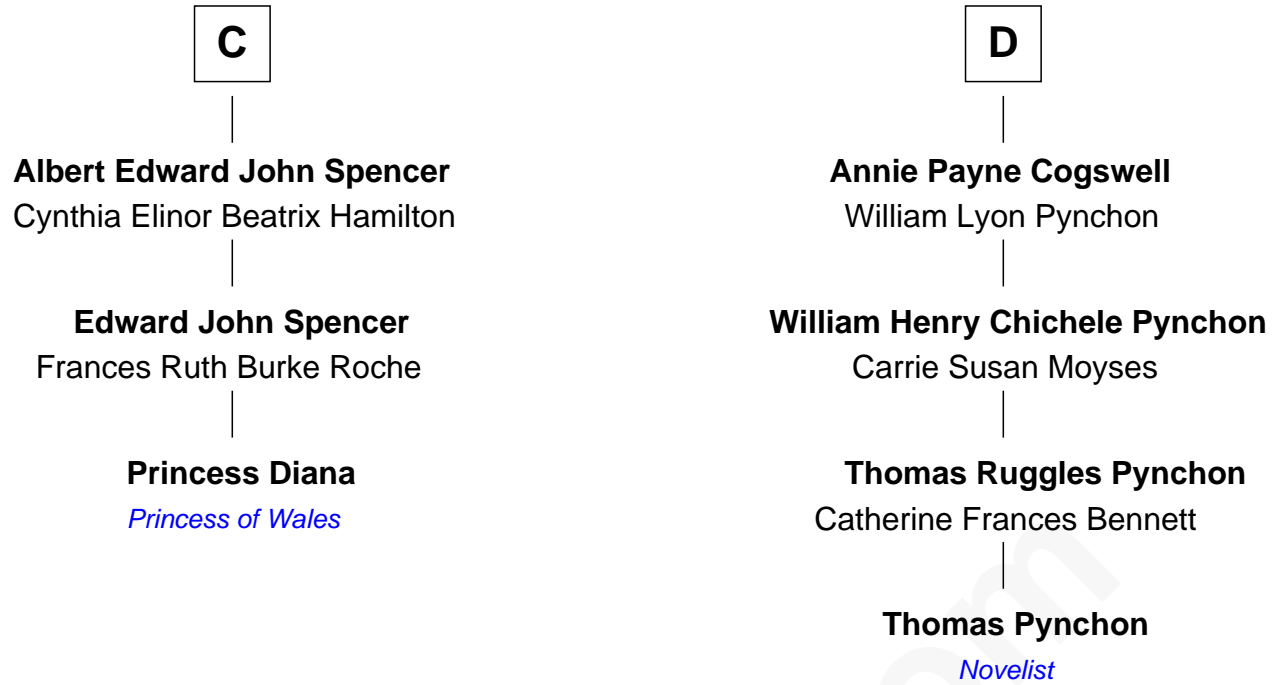 C
Albert Edward John Spencer
Cynthia Elinor Beatrix Hamilton
Edward John Spencer
Frances Ruth Burke Roche
Princess Diana
Princess of Wales
D
Annie Payne Cogswell
William Lyon Pynchon
William Henry Chichele Pynchon
Carrie Susan Moyses
Thomas Ruggles Pynchon
Catherine Frances Bennett
Thomas Pynchon
Novelist